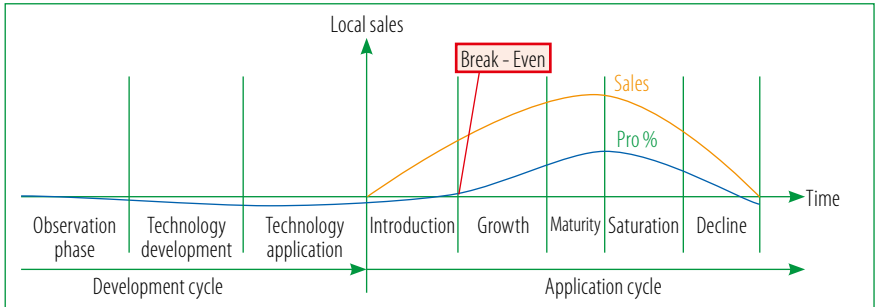 Local sales
Break - Even
Sales
Pro %
Time
Observation
phase
Technology
development
Technology
application
Introduction
Growth
Maturity
Saturation
Decline
Development cycle
Application cycle